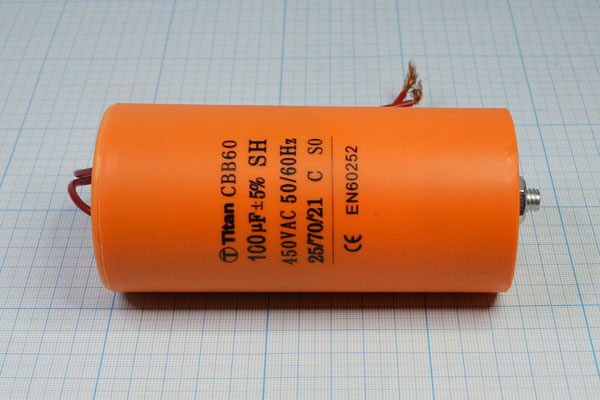 Titan CBB60
100µF±5% SH
450VAC 50/60Hz
25/70/21 C S0
CE EN60252